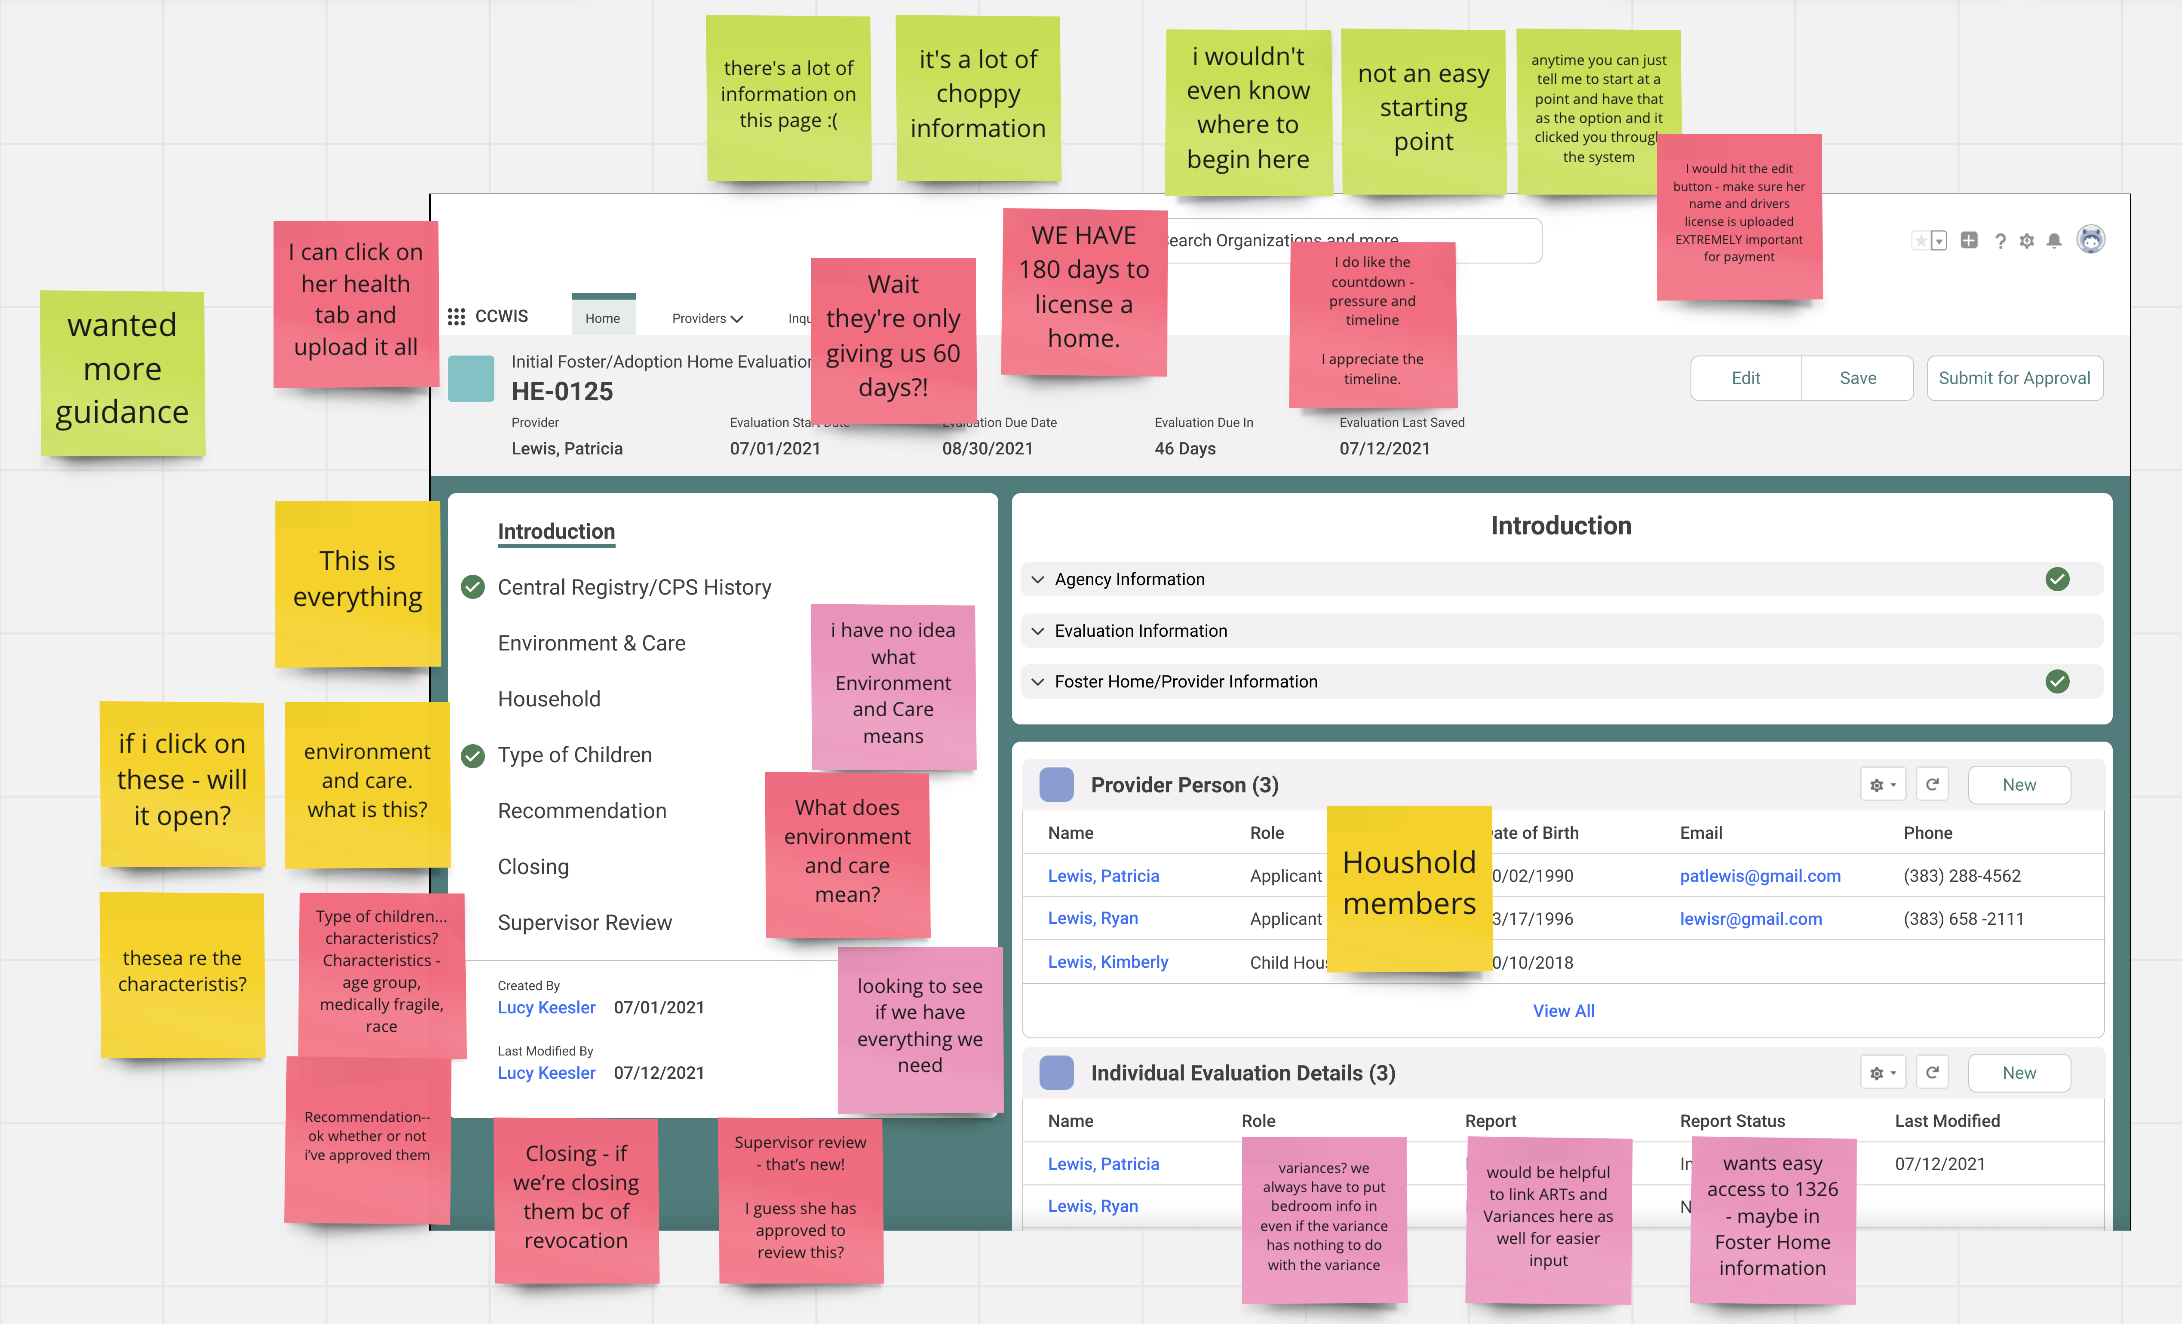 there's a lot of
information on
this page :(
it's a lot of
choppy
information
i wouldn't
even know
where to
begin here
not an easy
starting
point
anytime you can just
tell me to start at a
point and have that
as the option and it
clicked you through
the system
I would hit the edit
button - make sure her
name and drivers
license is uploaded
EXTREMELY important
for payment
I can click on
her health
tab and
upload it all
wanted
more
guidance
Wait
they're only
giving us 60
days?!
WE HAVE
180 days to
license a
home.
I do like the
countdown -
pressure and
timeline
I appreciate the
timeline.
Search Organizations and more
CCWIS
Home
Providers
Inqu
Initial Foster/Adoption Home Evaluation
HE-0125
Edit
Save
Submit for Approval
Provider
Lewis, Patricia
Evaluation Start Date
07/01/2021
Evaluation Due Date
08/30/2021
Evaluation Due In
46 Days
Evaluation Last Saved
07/12/2021
This is
everything
if i click on
these - will
it open?
environment
and care.
what is this?
thesea re the
characteristis?
Type of children...
characteristics?
Characteristics -
age group,
medically fragile,
race
Recommendation--
ok whether or not
i've approved them
Introduction
Central Registry/CPS History
Environment & Care
Household
Type of Children
Recommendation
Closing
Supervisor Review
Created By
Lucy Keesler 07/01/2021
Last Modified By
Lucy Keesler 07/12/2021
i have no idea
what
Environment
and Care
means
What does
environment
and care
mean?
looking to see
if we have
everything we
need
Closing - if
we're closing
them bc of
revocation
Supervisor review
- that's new!
I guess she has
approved to
review this?
Introduction
Agency Information
Evaluation Information
Foster Home/Provider Information
Provider Person (3)
New
Name Role Date of Birth Email Phone
Lewis, Patricia Applicant 0/02/1990 patlewis@gmail.com (383) 288-4562
Lewis, Ryan Applicant 3/17/1996 lewisr@gmail.com (383) 658 -2111
Lewis, Kimberly Child Hous 0/10/2018
View All
Houshold
members
Individual Evaluation Details (3)
New
Name Role Report Report Status Last Modified
Lewis, Patricia In 07/12/2021
Lewis, Ryan N
variances? we
always have to put
bedroom info in
even if the variance
has nothing to do
with the variance
would be helpful
to link ARTs and
Variances here as
well for easier
input
wants easy
access to 1326
- maybe in
Foster Home
information